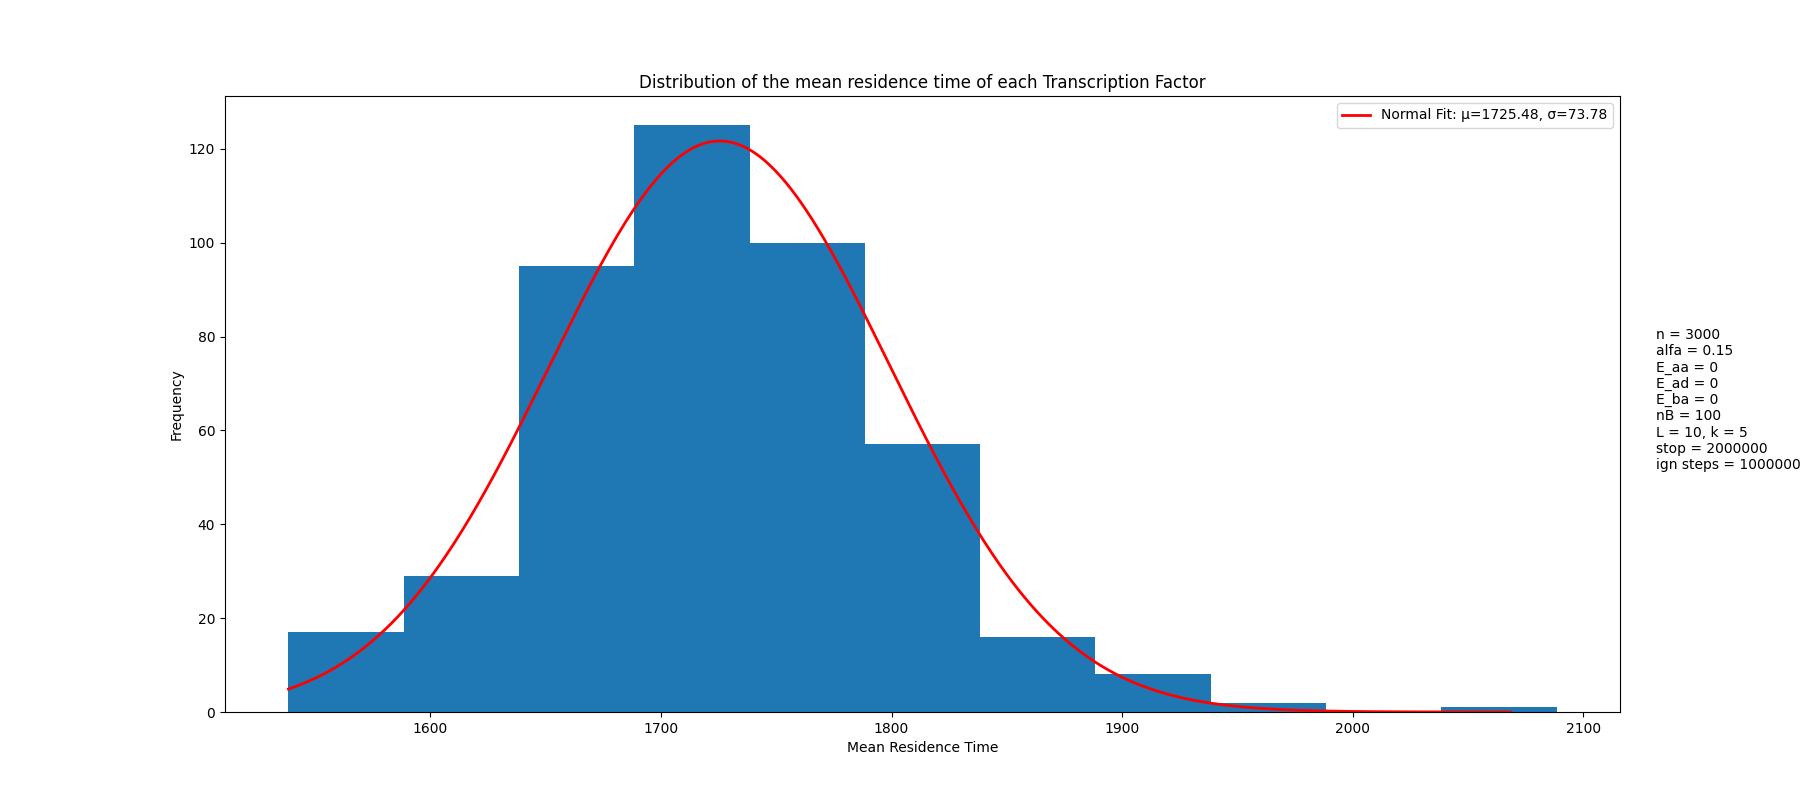 Distribution of the mean residence time of each Transcription Factor
Normal Fit: μ=1725.48, σ=73.78
120
100
80
60
40
20
0
Frequency
1600
1700
1800
1900
2000
2100
Mean Residence Time
n = 3000
alfa = 0.15
E_aa = 0
E_ad = 0
E_ba = 0
nB = 100
L = 10, k = 5
stop = 2000000
ign steps = 1000000